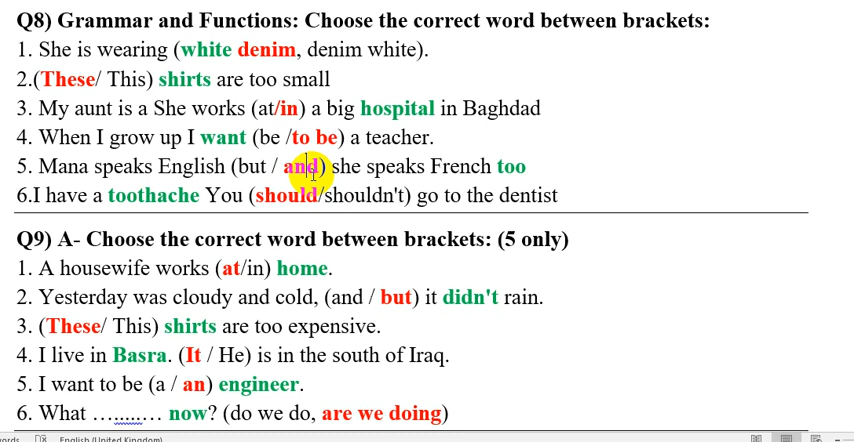 Q8) Grammar and Functions: Choose the correct word between brackets:
1. She is wearing (white denim, denim white).
2.(These/ This) shirts are too small
3. My aunt is a She works (at/in) a big hospital in Baghdad
4. When I grow up I want (be /to be) a teacher.
5. Mana speaks English (but / and) she speaks French too
6.I have a toothache You (should/shouldn't) go to the dentist
Q9) A- Choose the correct word between brackets: (5 only)
1. A housewife works (at/in) home.
2. Yesterday was cloudy and cold, (and / but) it didn't rain.
3. (These/ This) shirts are too expensive.
4. I live in Basra. (It / He) is in the south of Iraq.
5. I want to be (a / an) engineer.
6. What …......… now? (do we do, are we doing)
English (United Kingdom)